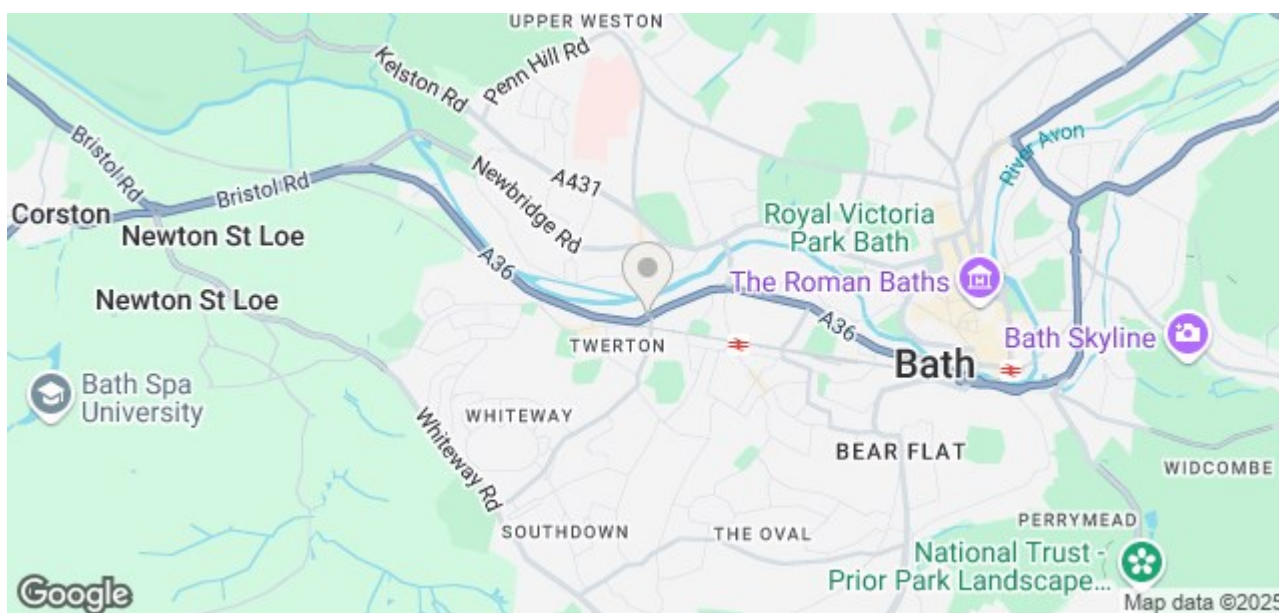 UPPER WESTON
Kelston Rd
Penn Hill Rd
Bristol Rd
Bristol Rd
Newbridge Rd
A431
River Avon
Corston
Newton St Loe
Royal Victoria
Park Bath
A36
The Roman Baths
Newton St Loe
A36
Bath Skyline
TWERTON
Bath
Bath Spa
University
WHITEWAY
Whiteway Rd
BEAR FLAT
WIDCOMBE
SOUTHDOWN
THE OVAL
PERRYMEAD
National Trust -
Prior Park Landscape...
Google
Map data ©2025